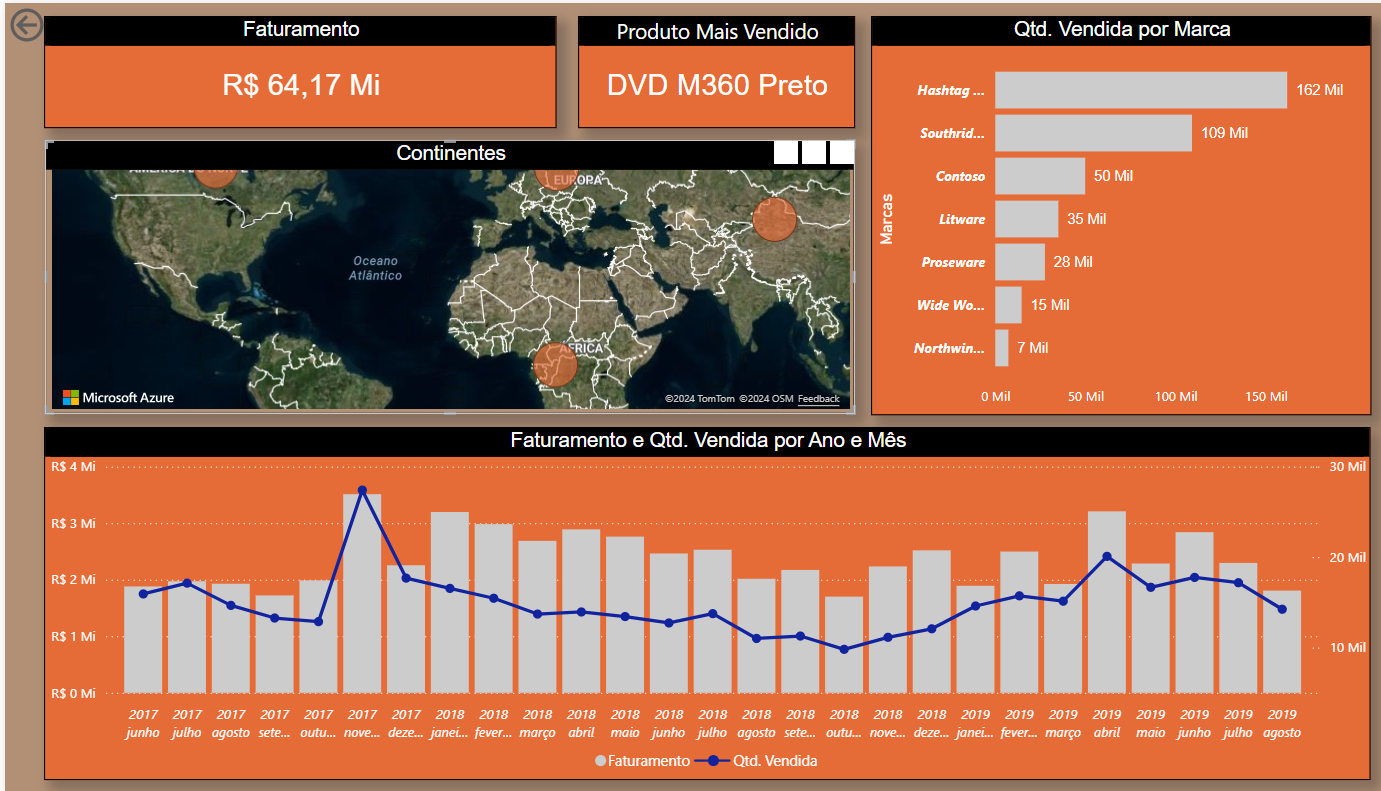 Faturamento
R$ 64,17 Mi
Produto Mais Vendido
DVD M360 Preto
Qtd. Vendida por Marca
Marcas
Hashtag ... 162 Mil
Southrid... 109 Mil
Contoso 50 Mil
Litware 35 Mil
Proseware 28 Mil
Wide Wo... 15 Mil
Northwin... 7 Mil
0 Mil 50 Mil 100 Mil 150 Mil
Continentes
EUROPA
Oceano
Atlântico
ÁFRICA
Microsoft Azure
©2024 TomTom ©2024 OSM Feedback
Faturamento e Qtd. Vendida por Ano e Mês
R$ 4 Mi
R$ 3 Mi
R$ 2 Mi
R$ 1 Mi
R$ 0 Mi
30 Mil
20 Mil
10 Mil
2017 junho
2017 julho
2017 agosto
2017 sete...
2017 outu...
2017 nove...
2017 deze...
2018 janei...
2018 fever...
2018 março
2018 abril
2018 maio
2018 junho
2018 julho
2018 agosto
2018 sete...
2018 outu...
2018 nove...
2018 deze...
2019 janei...
2019 fever...
2019 março
2019 abril
2019 maio
2019 junho
2019 julho
2019 agosto
Faturamento Qtd. Vendida